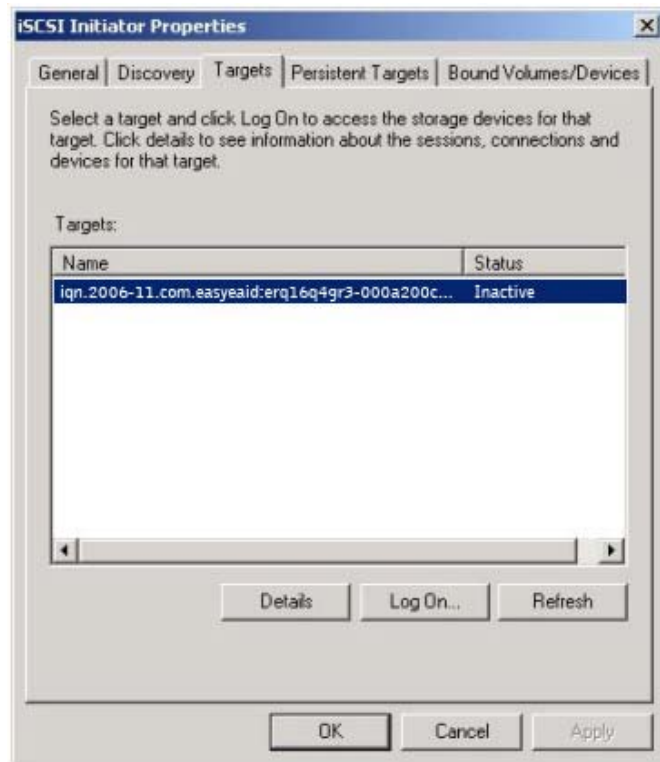 iSCSI Initiator Properties
General Discovery Targets Persistent Targets Bound Volumes/Devices
Select a target and click Log On to access the storage devices for that
target. Click details to see information about the sessions, connections and
devices for that target.
Targets:
Name Status
iqn.2006-11.com.easyeaid:erq16q4gr3-000a200c... Inactive
Details Log On... Refresh
OK Cancel Apply